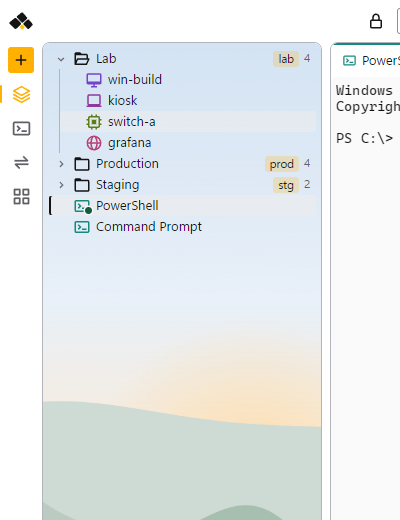 Lab lab 4
win-build
kiosk
switch-a
grafana
Production prod 4
Staging stg 2
PowerShell
Command Prompt
PowerS
Windows
Copyrigh
PS C:\>